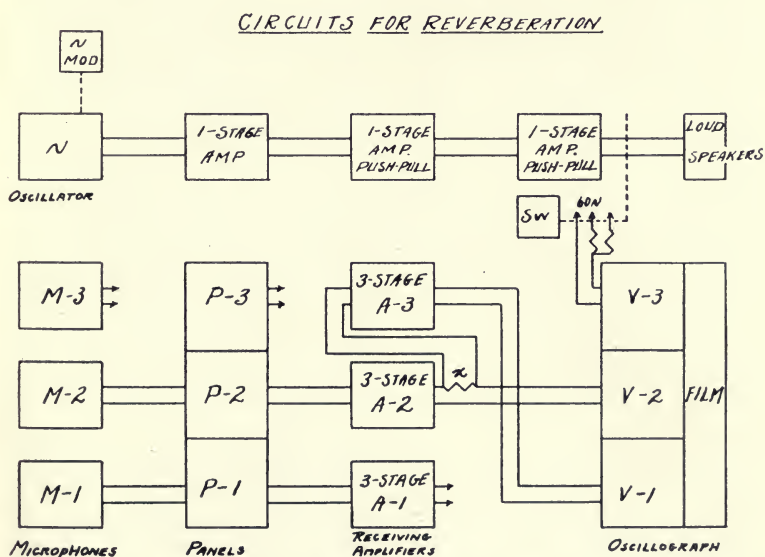 CIRCUITS FOR REVERBERATION
~
MOD
~
OSCILLATOR
1-STAGE
AMP
1-STAGE
AMP.
PUSH-PULL
1-STAGE
AMP.
PUSH-PULL
LOUD
SPEAKERS
SW
60~
M-3
P-3
3-STAGE
A-3
V-3
M-2
P-2
3-STAGE
A-2
x
V-2
FILM
M-1
P-1
3-STAGE
A-1
V-1
MICROPHONES
PANELS
RECEIVING
AMPLIFIERS
OSCILLOGRAPH